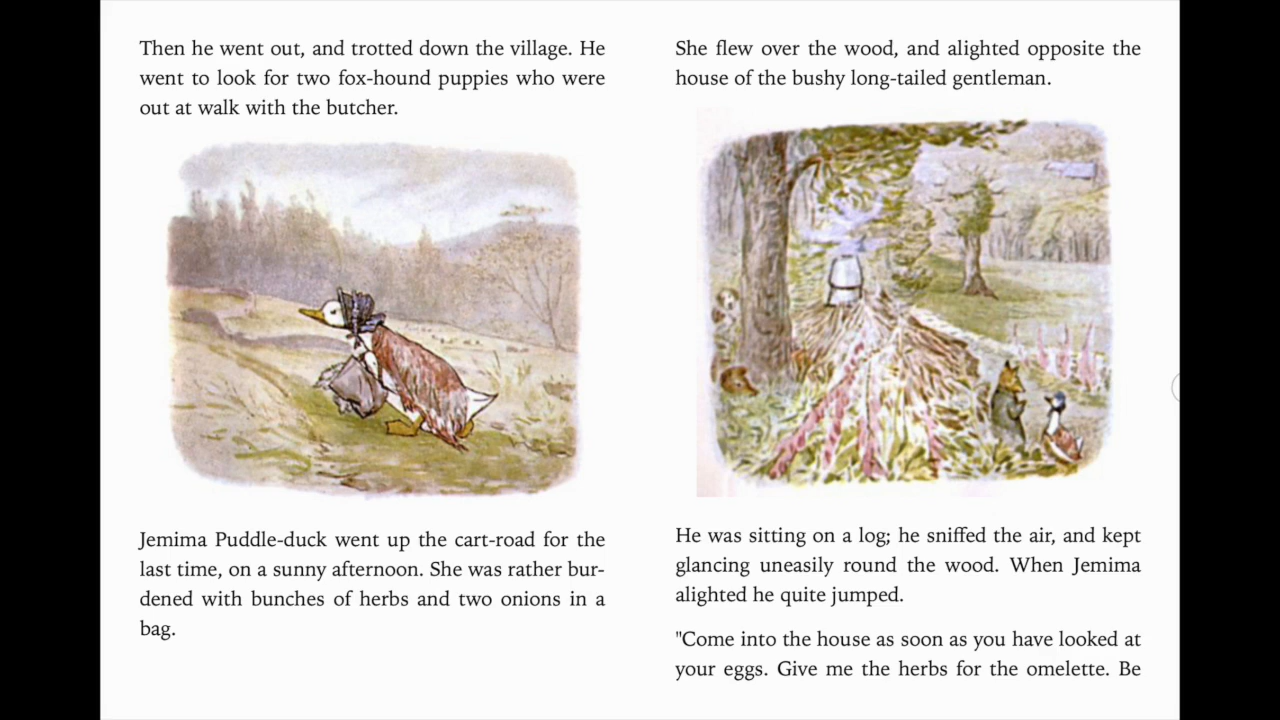 Then he went out, and trotted down the village. He
went to look for two fox-hound puppies who were
out at walk with the butcher.
Jemima Puddle-duck went up the cart-road for the
last time, on a sunny afternoon. She was rather bur-
dened with bunches of herbs and two onions in a
bag.
She flew over the wood, and alighted opposite the
house of the bushy long-tailed gentleman.
He was sitting on a log; he sniffed the air, and kept
glancing uneasily round the wood. When Jemima
alighted he quite jumped.
"Come into the house as soon as you have looked at
your eggs. Give me the herbs for the omelette. Be